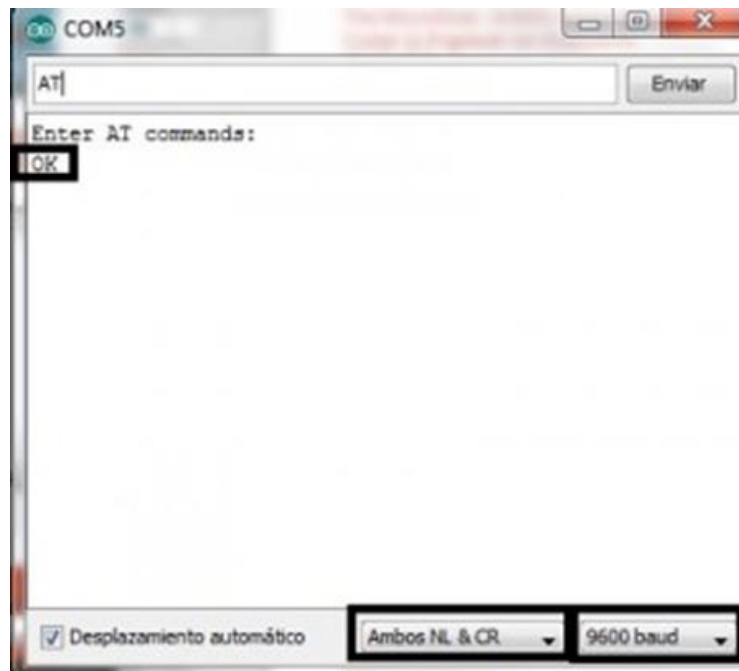 COM5
AT
Enviar
Enter AT commands:
OK
Desplazamiento automático
Ambos NL & CR
9600 baud